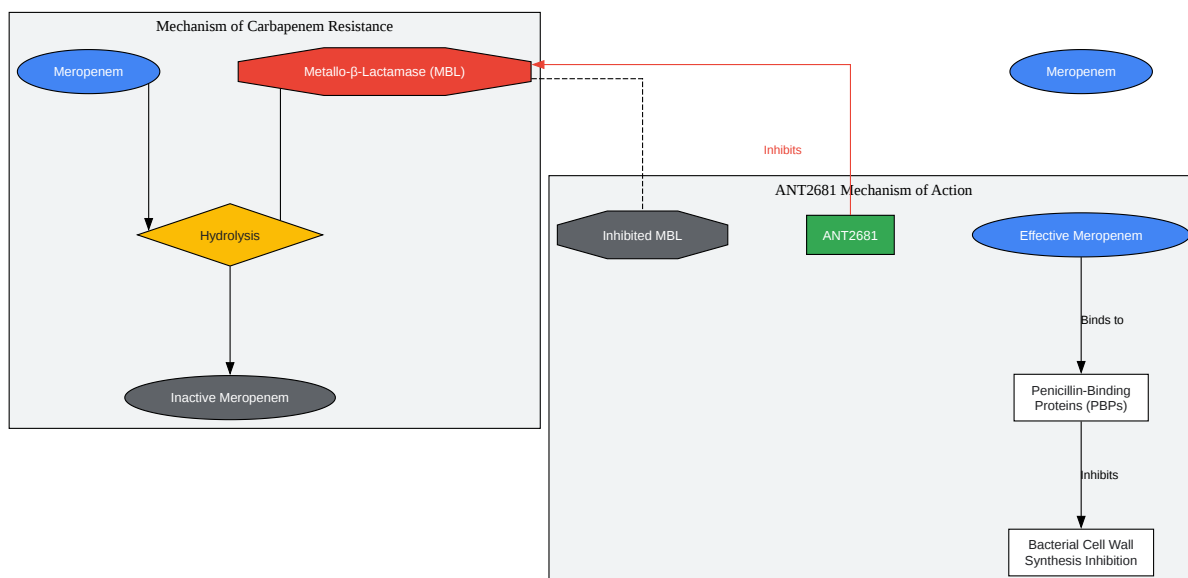 Mechanism of Carbapenem Resistance
Meropenem
Metallo-β-Lactamase (MBL)
Meropenem
Inhibits
ANT2681 Mechanism of Action
Hydrolysis
Inhibited MBL
ANT2681
Effective Meropenem
Binds to
Inactive Meropenem
Penicillin-Binding
Proteins (PBPs)
Inhibits
Bacterial Cell Wall
Synthesis Inhibition